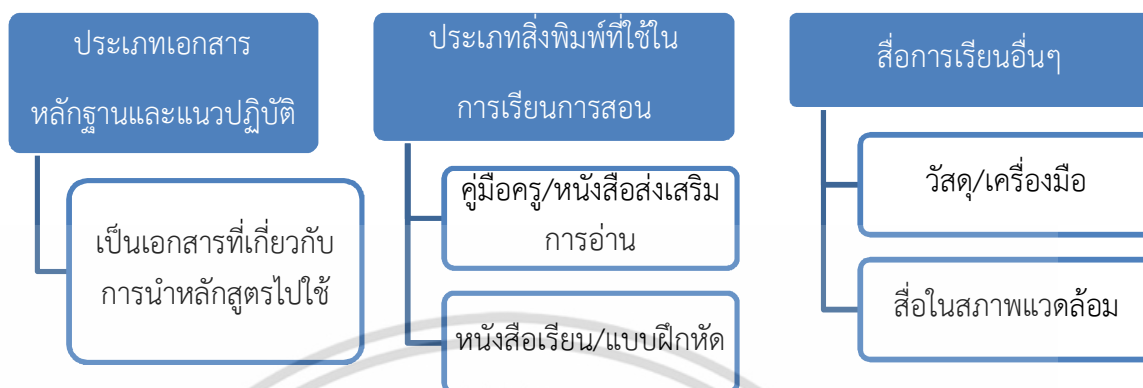 ประเภทเอกสาร
หลักฐานและแนวปฏิบัติ
เป็นเอกสารที่เกี่ยวกับ
การนำหลักสูตรไปใช้
ประเภทสิ่งพิมพ์ที่ใช้ใน
การเรียนการสอน
คู่มือครู/หนังสือส่งเสริม
การอ่าน
หนังสือเรียน/แบบฝึกหัด
สื่อการเรียนอื่นๆ
วัสดุ/เครื่องมือ
สื่อในสภาพแวดล้อม